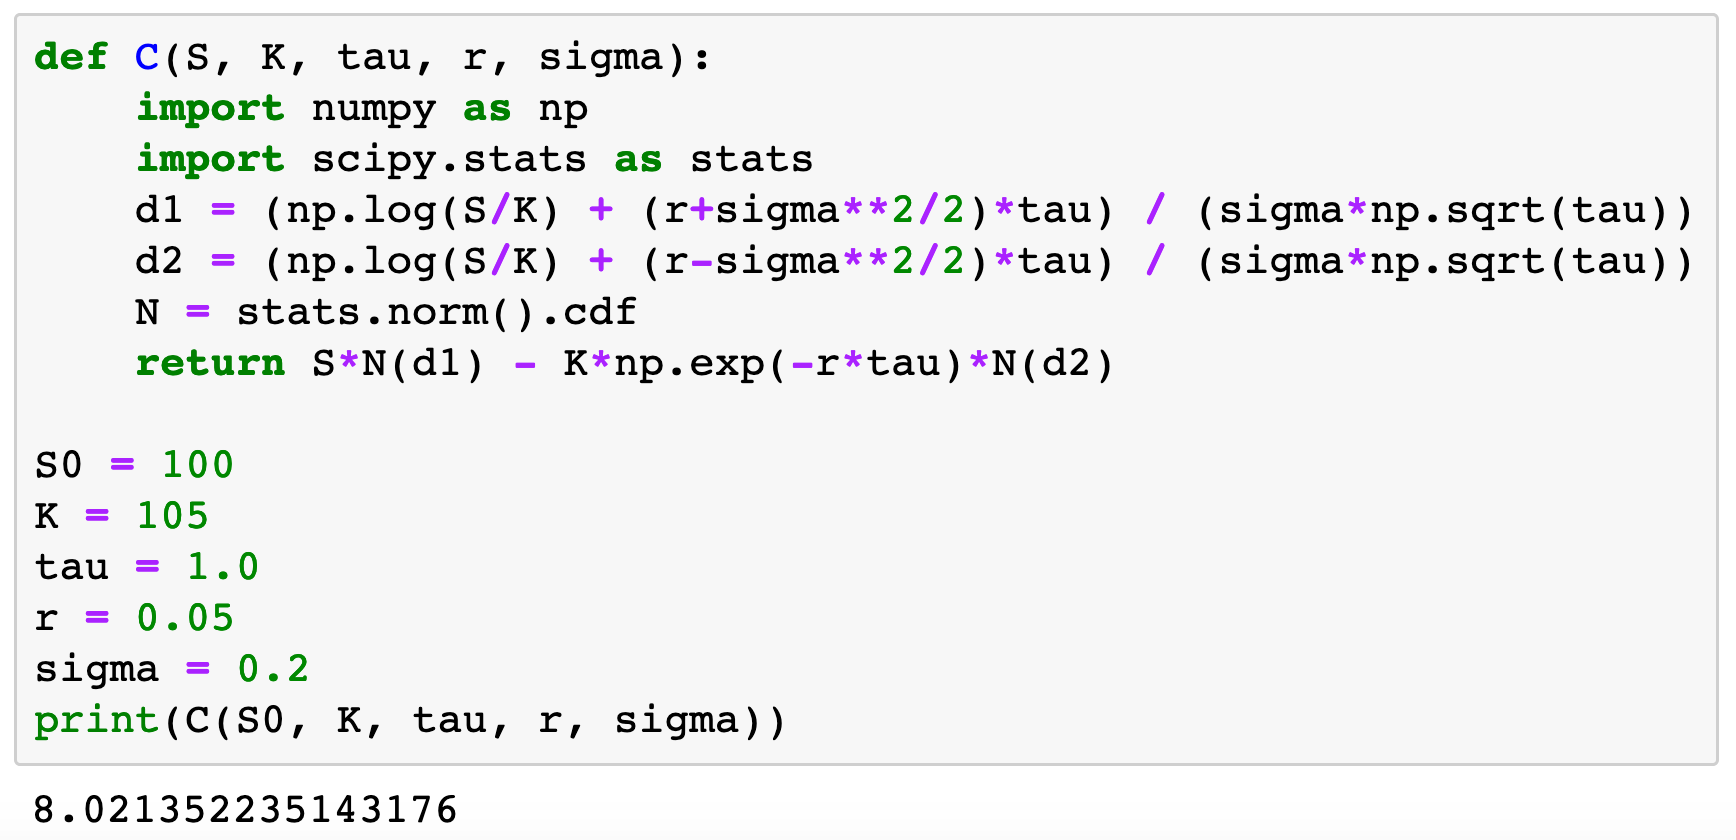 def C(S, K, tau, r, sigma):
    import numpy as np
    import scipy.stats as stats
    d1 = (np.log(S/K) + (r+sigma**2/2)*tau) / (sigma*np.sqrt(tau))
    d2 = (np.log(S/K) + (r-sigma**2/2)*tau) / (sigma*np.sqrt(tau))
    N = stats.norm().cdf
    return S*N(d1) - K*np.exp(-r*tau)*N(d2)

S0 = 100
K = 105
tau = 1.0
r = 0.05
sigma = 0.2
print(C(S0, K, tau, r, sigma))
8.021352235143176